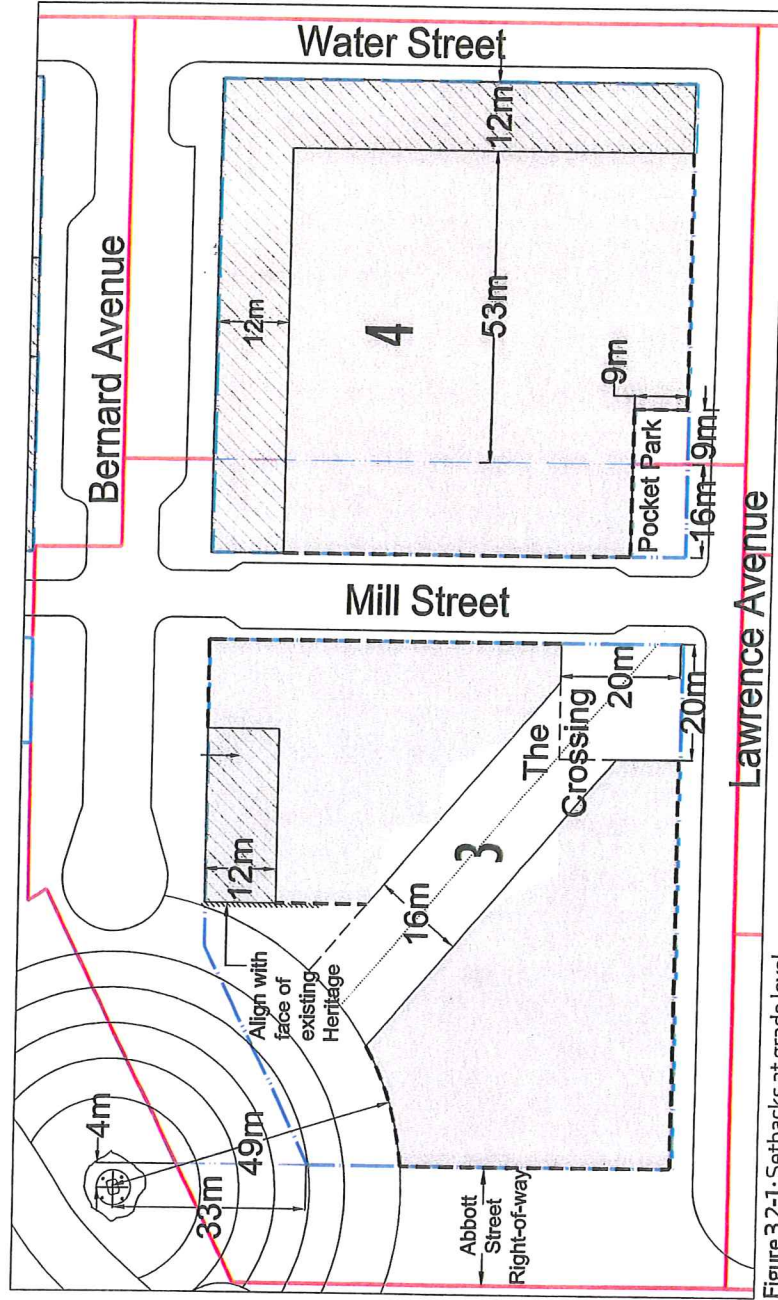 Water Street
Bernard Avenue
12m
12m
4
53m
9m
Pocket Park
16m
9m
Mill Street
Lawrence Avenue
The
Crossing
20m
20m
3
16m
12m
Align with
face of
existing
Heritage
4m
49m
33m
Abbott
Street
Right-of-way
Figure 3.2-1: Setbacks at grade level